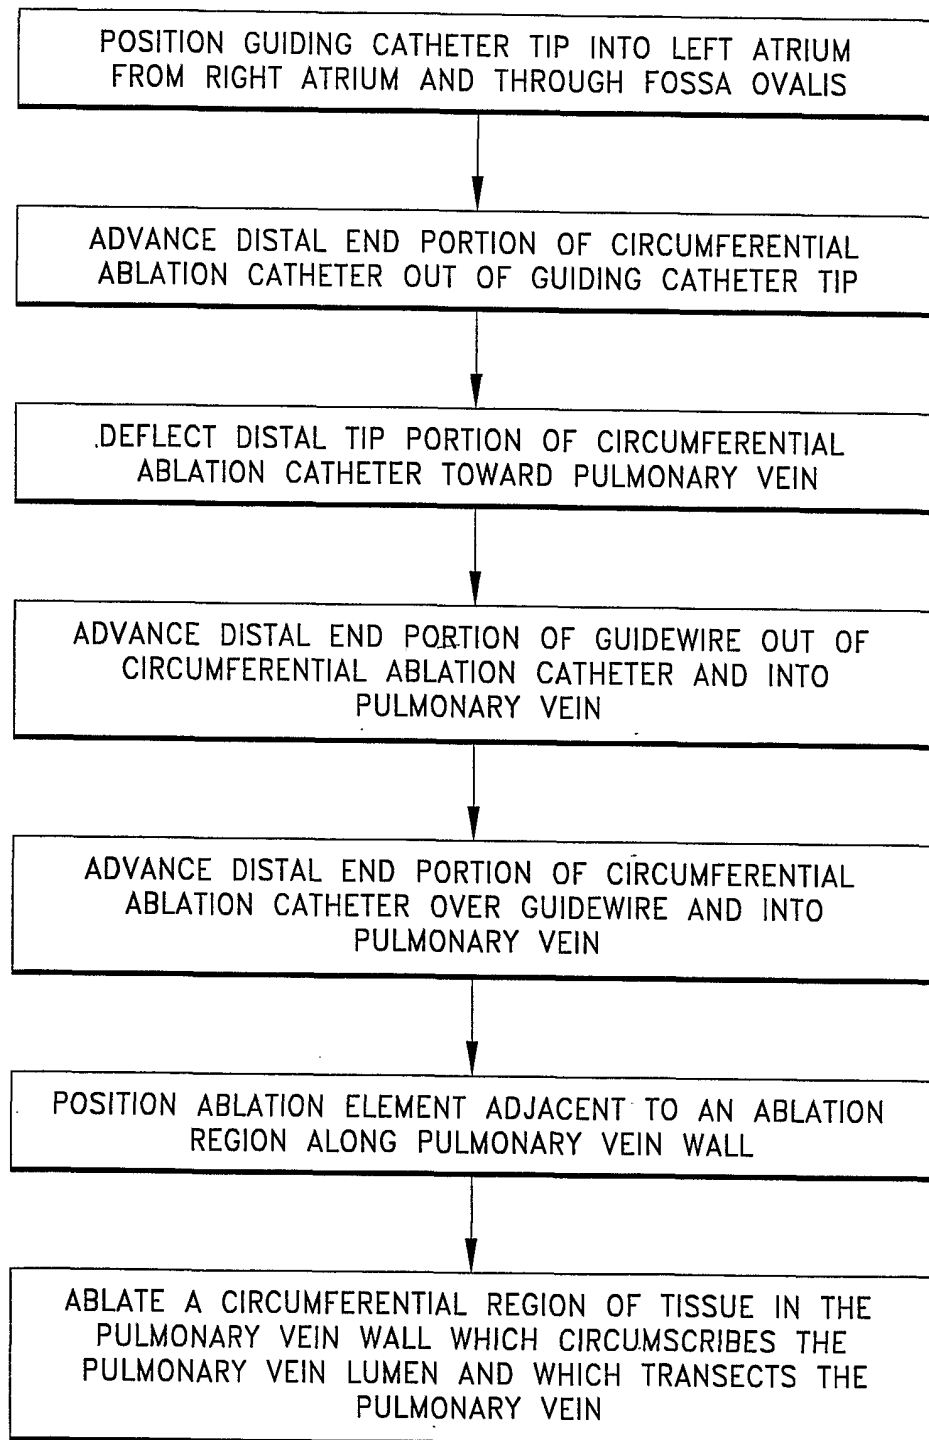 POSITION GUIDING CATHETER TIP INTO LEFT ATRIUM
FROM RIGHT ATRIUM AND THROUGH FOSSA OVALIS
ADVANCE DISTAL END PORTION OF CIRCUMFERENTIAL
ABLATION CATHETER OUT OF GUIDING CATHETER TIP
DEFLECT DISTAL TIP PORTION OF CIRCUMFERENTIAL
ABLATION CATHETER TOWARD PULMONARY VEIN
ADVANCE DISTAL END PORTION OF GUIDEWIRE OUT OF
CIRCUMFERENTIAL ABLATION CATHETER AND INTO
PULMONARY VEIN
ADVANCE DISTAL END PORTION OF CIRCUMFERENTIAL
ABLATION CATHETER OVER GUIDEWIRE AND INTO
PULMONARY VEIN
POSITION ABLATION ELEMENT ADJACENT TO AN ABLATION
REGION ALONG PULMONARY VEIN WALL
ABLATE A CIRCUMFERENTIAL REGION OF TISSUE IN THE
PULMONARY VEIN WALL WHICH CIRCUMSCRIBES THE
PULMONARY VEIN LUMEN AND WHICH TRANSECTS THE
PULMONARY VEIN